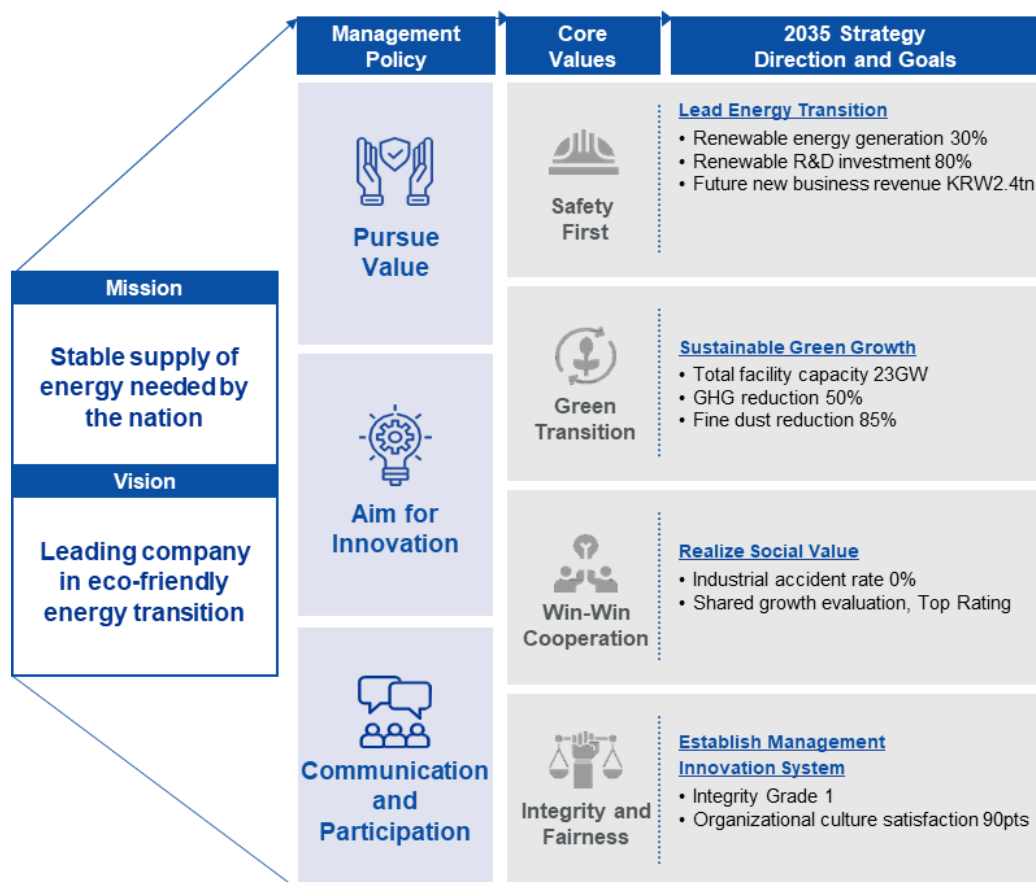 Management
Policy
Core
Values
2035 Strategy
Direction and Goals
Mission
Stable supply of
energy needed by
the nation
Vision
Leading company
in eco-friendly
energy transition
Pursue
Value
Aim for
Innovation
Communication
and
Participation
Safety
First
Lead Energy Transition
• Renewable energy generation 30%
• Renewable R&D investment 80%
• Future new business revenue KRW2.4tn
Green
Transition
Sustainable Green Growth
• Total facility capacity 23GW
• GHG reduction 50%
• Fine dust reduction 85%
Win-Win
Cooperation
Realize Social Value
• Industrial accident rate 0%
• Shared growth evaluation, Top Rating
Integrity and
Fairness
Establish Management
Innovation System
• Integrity Grade 1
• Organizational culture satisfaction 90pts